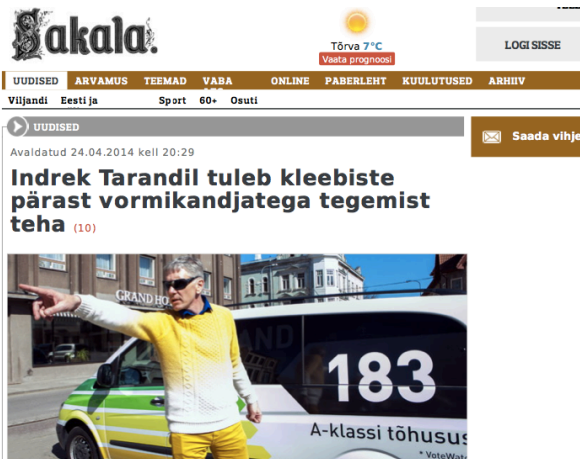 Sakala.
Tõrva 7°C
Vaata prognoosi
LOGI SISSE
UUDISED ARVAMUS TEEMAD VABA ONLINE PABERLEHT KUULUTUSED ARHIIV
Viljandi Eesti ja Sport 60+ Osuti
UUDISED
Saada vihje
Avaldatud 24.04.2014 kell 20:29
Indrek Tarandil tuleb kleebiste
pärast vormikandjatega tegemist
teha (10)
GRAND HO
183
A-klassi tõhusus
* VoteWat